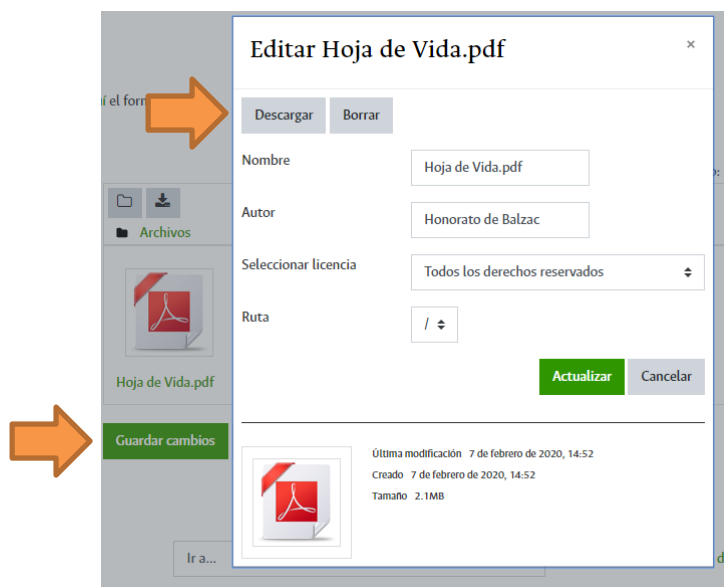 Editar Hoja de Vida.pdf
×
í el for
Descargar Borrar
Nombre Hoja de Vida.pdf
Autor Honorato de Balzac
Archivos
Seleccionar licencia Todos los derechos reservados
Ruta /
Hoja de Vida.pdf
Actualizar Cancelar
Guardar cambios
Última modificación 7 de febrero de 2020, 14:52
Creado 7 de febrero de 2020, 14:52
Tamaño 2.1MB
Ir a...
d